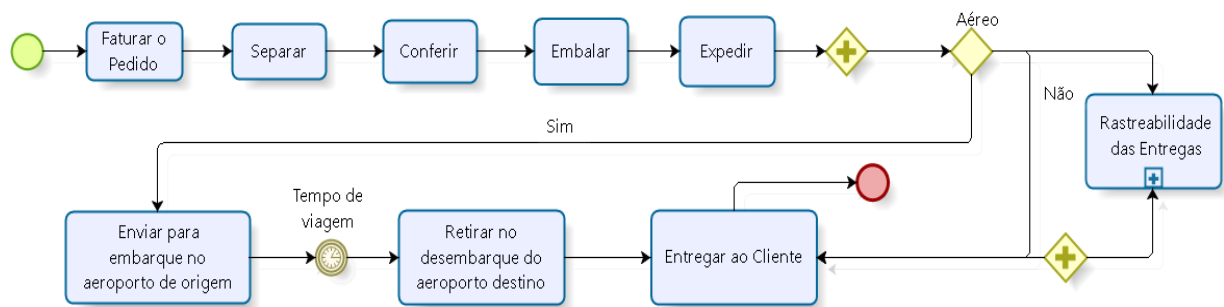 Faturar o
Pedido
Separar
Conferir
Embalar
Expedir
Aéreo
Não
Rastreabilidade
das Entregas
Sim
Tempo de
viagem
Enviar para
embarque no
aeroporto de origem
Retirar no
desembarque do
aeroporto destino
Entregar ao Cliente